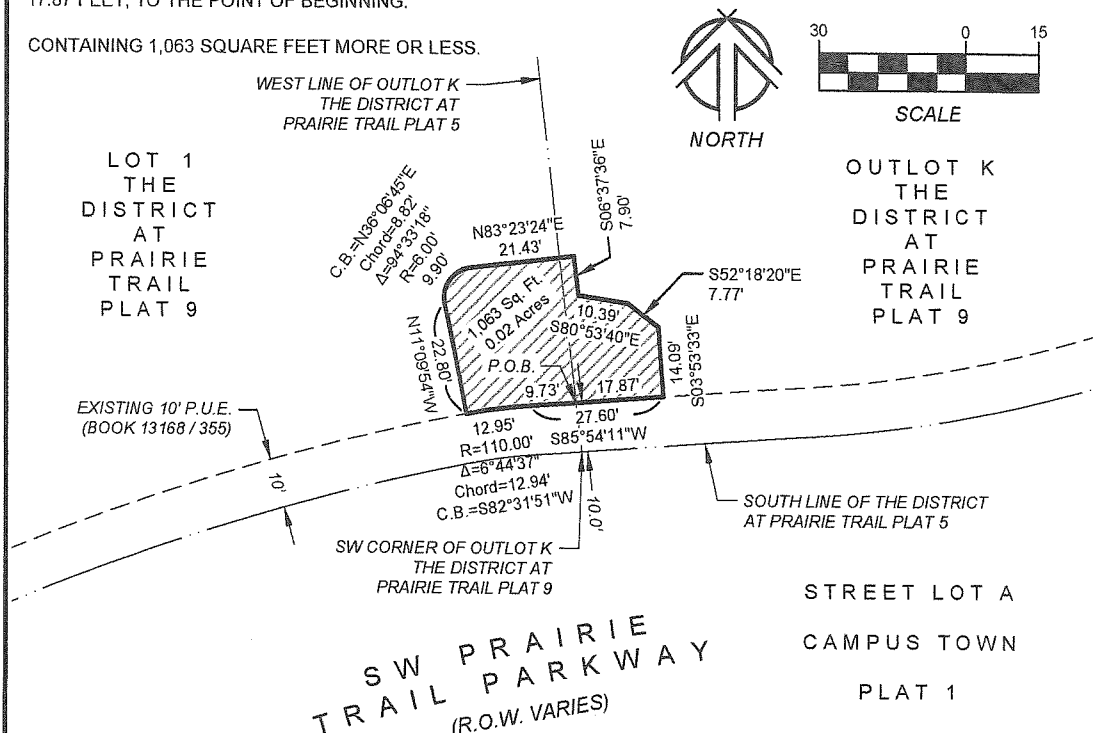 17.87 FEET, TO THE POINT OF BEGINNING.
CONTAINING 1,063 SQUARE FEET MORE OR LESS.
WEST LINE OF OUTLOT K
THE DISTRICT AT
PRAIRIE TRAIL PLAT 5
30 0 15
SCALE
NORTH
LOT 1
THE
DISTRICT
AT
PRAIRIE
TRAIL
PLAT 9
OUTLOT K
THE
DISTRICT
AT
PRAIRIE
TRAIL
PLAT 9
C.B.=N36°06'45"E
Chord=8.82'
Δ=94°33'18"
R=6.00'
9.90'
N83°23'24"E
21.43'
S06°37'36"E
7.90'
S52°18'20"E
7.77'
1,063 Sq. Ft.
0.02 Acres
10.39'
S80°53'40"E
N11°09'54"W
22.80'
P.O.B.
14.09'
S03°53'33"E
9.73'
17.87'
27.60'
S85°54'11"W
12.95'
R=110.00'
Δ=6°44'37"
Chord=12.94'
C.B.=S82°31'51"W
EXISTING 10' P.U.E.
(BOOK 13168 / 355)
10'
10.0'
SOUTH LINE OF THE DISTRICT
AT PRAIRIE TRAIL PLAT 5
SW CORNER OF OUTLOT K
THE DISTRICT AT
PRAIRIE TRAIL PLAT 9
STREET LOT A
CAMPUS TOWN
PLAT 1
SW PRAIRIE
TRAIL PARKWAY
(R.O.W. VARIES)